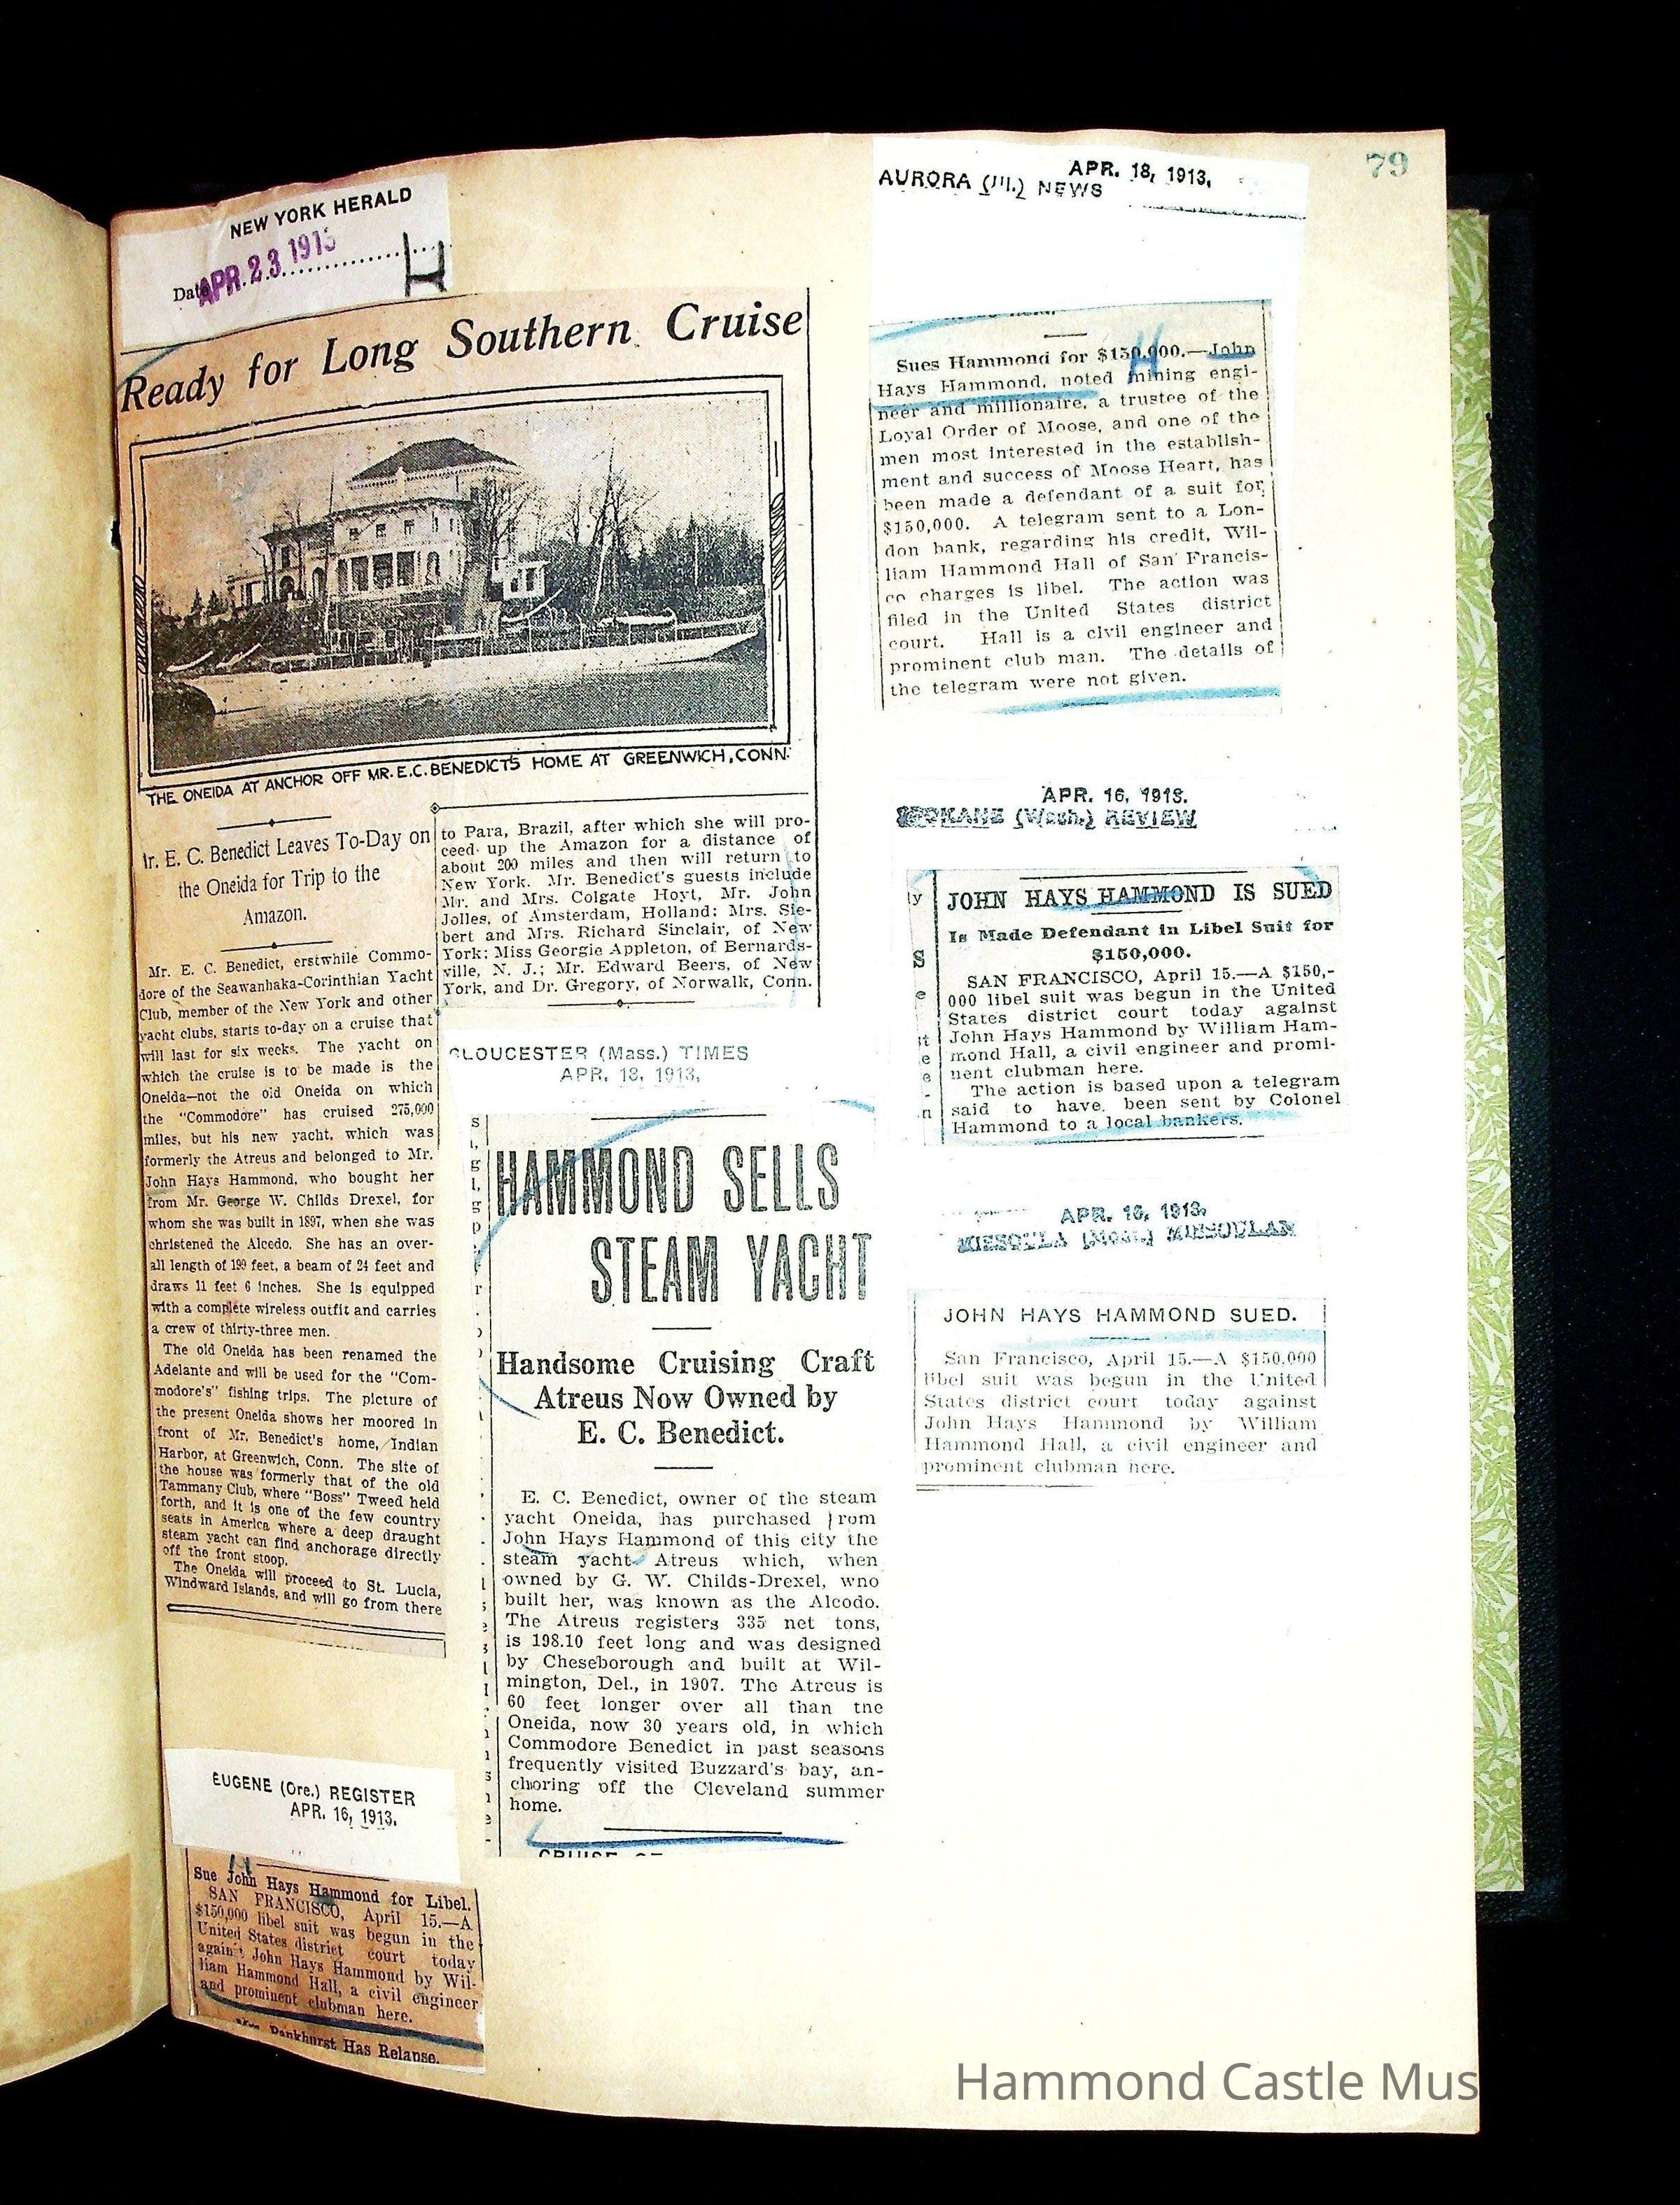 79
NEW YORK HERALD
Date APR. 23 1913
Ready for Long Southern Cruise
THE ONEIDA AT ANCHOR OFF MR. E.C. BENEDICTS HOME AT GREENWICH, CONN.
Mr. E. C. Benedict Leaves To-Day on
the Oneida for Trip to the
Amazon.
Mr. E. C. Benedict, erstwhile Commo-
dore of the Seawanhaka-Corinthian Yacht
Club, member of the New York and other
yacht clubs, starts to-day on a cruise that
will last for six weeks. The yacht on
which the cruise is to be made is the
Oneida—not the old Oneida on which
the "Commodore" has cruised 275,000
miles, but his new yacht, which was
formerly the Atreus and belonged to Mr.
John Hays Hammond, who bought her
from Mr. George W. Childs Drexel, for
whom she was built in 1897, when she was
christened the Alcedo. She has an over-
all length of 199 feet, a beam of 24 feet and
draws 11 feet 6 inches. She is equipped
with a complete wireless outfit and carries
a crew of thirty-three men.
The old Oneida has been renamed the
Adelante and will be used for the "Com-
modore's" fishing trips. The picture of
the present Oneida shows her moored in
front of Mr. Benedict's home, Indian
Harbor, at Greenwich, Conn. The site of
the house was formerly that of the old
Tammany Club, where "Boss" Tweed held
forth, and it is one of the few country
seats in America where a deep draught
steam yacht can find anchorage directly
off the front stoop.
The Oneida will proceed to St. Lucia,
Windward Islands, and will go from there
to Para, Brazil, after which she will pro-
ceed up the Amazon for a distance of
about 200 miles and then will return to
New York. Mr. Benedict's guests include
Mr. and Mrs. Colgate Hoyt, Mr. John
Jolles, of Amsterdam, Holland; Mrs. Sie-
bert and Mrs. Richard Sinclair, of New
York; Miss Georgie Appleton, of Bernards-
ville, N. J.; Mr. Edward Beers, of New
York, and Dr. Gregory, of Norwalk, Conn.
EUGENE (Ore.) REGISTER
APR. 16, 1913.
Sue John Hays Hammond for Libel.
SAN FRANCISCO, April 15.—A
$150,000 libel suit was begun in the
United States district court today
against John Hays Hammond by Wil-
liam Hammond Hall, a civil engineer
and prominent clubman here.
Mrs. Pankhurst Has Relapse.
GLOUCESTER (Mass.) TIMES
APR. 18, 1913,
HAMMOND SELLS
STEAM YACHT
Handsome Cruising Craft
Atreus Now Owned by
E. C. Benedict.
E. C. Benedict, owner of the steam
yacht Oneida, has purchased from
John Hays Hammond of this city the
steam yacht Atreus which, when
owned by G. W. Childs-Drexel, wno
built her, was known as the Alcodo.
The Atreus registers 335 net tons,
is 198.10 feet long and was designed
by Cheseborough and built at Wil-
mington, Del., in 1907. The Atreus is
60 feet longer over all than tne
Oneida, now 30 years old, in which
Commodore Benedict in past seasons
frequently visited Buzzard's bay, an-
choring off the Cleveland summer
home.
AURORA (Ill.) NEWS
APR. 18, 1913,
H
Sues Hammond for $150,000.—John
Hays Hammond, noted mining engi-
neer and millionaire, a trustee of the
Loyal Order of Moose, and one of the
men most interested in the establish-
ment and success of Moose Heart, has
been made a defendant of a suit for
$150,000. A telegram sent to a Lon-
don bank, regarding his credit, Wil-
liam Hammond Hall of San Francis-
co charges is libel. The action was
filed in the United States district
court. Hall is a civil engineer and
prominent club man. The details of
the telegram were not given.
APR. 16, 1913.
SPOKANE (Wash.) REVIEW
JOHN HAYS HAMMOND IS SUED
Is Made Defendant in Libel Suit for
$150,000.
SAN FRANCISCO, April 15.—A $150,-
000 libel suit was begun in the United
States district court today against
John Hays Hammond by William Ham-
mond Hall, a civil engineer and promi-
nent clubman here.
The action is based upon a telegram
said to have been sent by Colonel
Hammond to a local bankers.
APR. 16, 1913.
MISSOULA (Mont.) MISSOULIAN
JOHN HAYS HAMMOND SUED.
San Francisco, April 15.—A $150,000
libel suit was begun in the United
States district court today against
John Hays Hammond by William
Hammond Hall, a civil engineer and
prominent clubman here.
Hammond Castle Mus